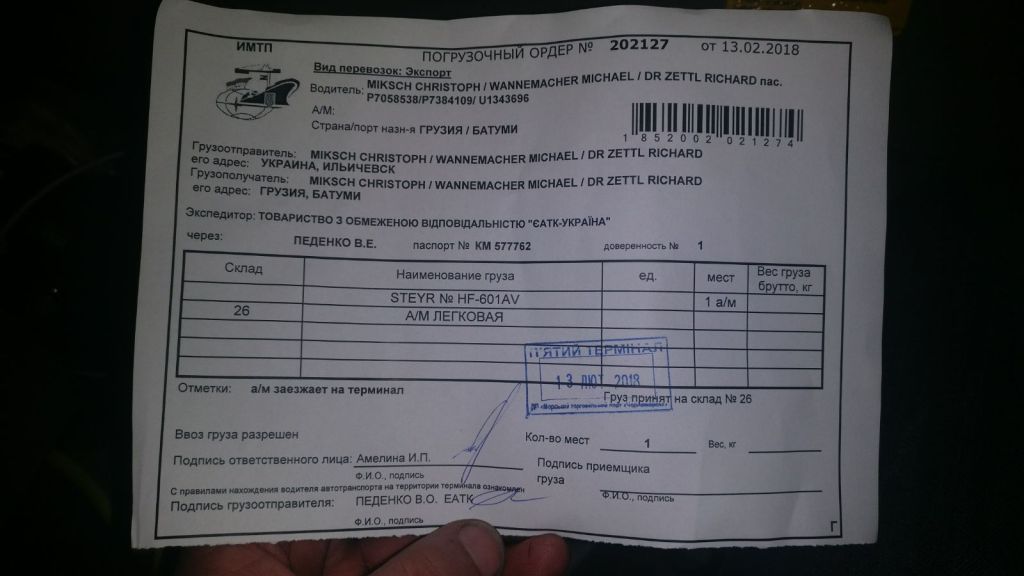 ИМТП
ПОГРУЗОЧНЫЙ ОРДЕР № 202127 от 13.02.2018
Вид перевозок: Экспорт
Водитель: MIKSCH CHRISTOPH / WANNEMACHER MICHAEL / DR ZETTL RICHARD пас.
P7058538/P7384109/ U1343696
А/М:
Страна/порт назн-я ГРУЗИЯ / БАТУМИ
1 852002 021274
Грузоотправитель: MIKSCH CHRISTOPH / WANNEMACHER MICHAEL / DR ZETTL RICHARD
его адрес: УКРАИНА, ИЛЬИЧЕВСК
Грузополучатель: MIKSCH CHRISTOPH / WANNEMACHER MICHAEL / DR ZETTL RICHARD
его адрес: ГРУЗИЯ, БАТУМИ
Экспедитор: ТОВАРИСТВО З ОБМЕЖЕНОЮ ВІДПОВІДАЛЬНІСТЮ "ЄАТК-УКРАЇНА"
через: ПЕДЕНКО В.Е. паспорт № КМ 577762 доверенность № 1
Склад Наименование груза ед. мест Вес груза брутто, кг
STEYR № HF-601AV 1 а/м
26 А/М ЛЕГКОВАЯ
П'ЯТИЙ ТЕРМІНАЛ
13 ЛЮТ 2018
Отметки: а/м заезжает на терминал
Груз принят на склад № 26
Ввоз груза разрешен
Кол-во мест 1 Вес, кг
Подпись ответственного лица: Амелина И.П.
Ф.И.О., подпись
Подпись приемщика
груза
Ф.И.О., подпись
С правилами нахождения водителя автотранспорта на территории терминала ознакомлен
Подпись грузоотправителя: ПЕДЕНКО В.О. ЕАТК
Ф.И.О., подпись
Г